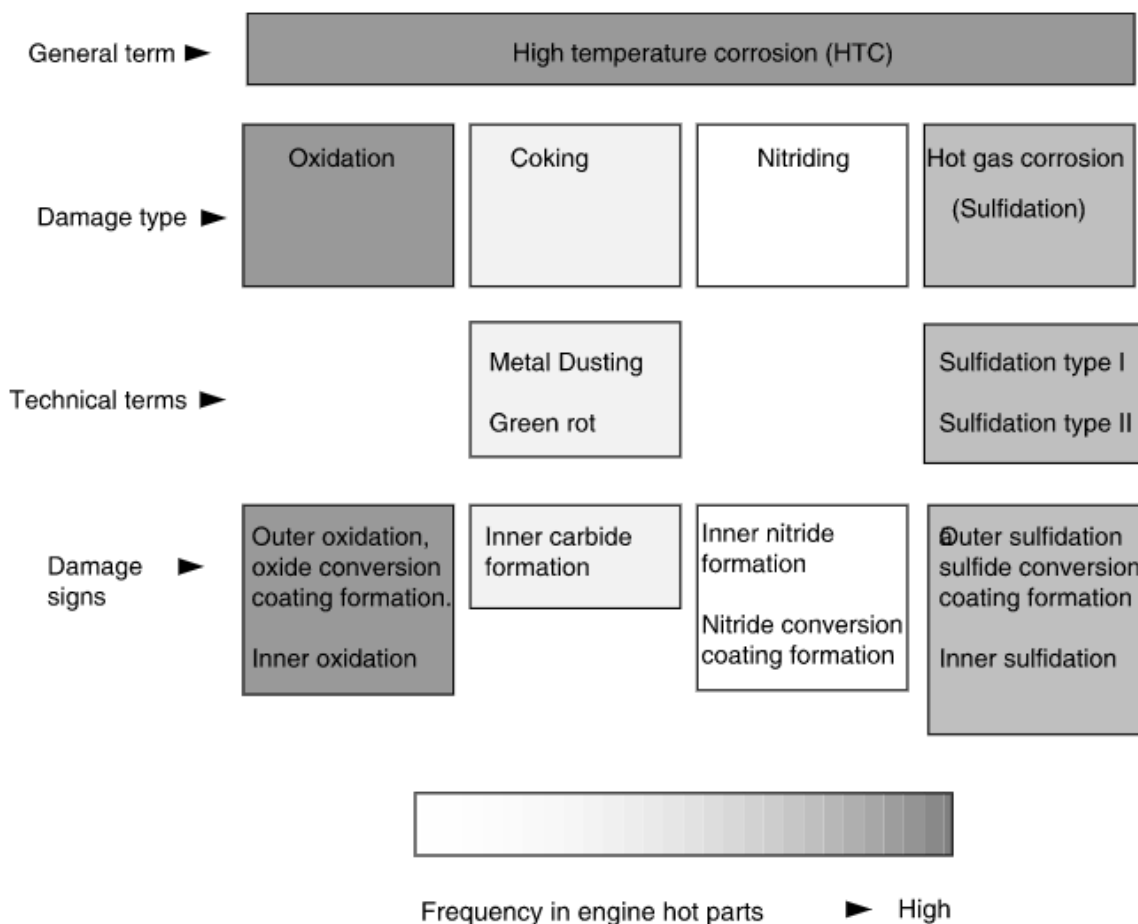 General term ►
High temperature corrosion (HTC)
Damage type ►
Oxidation
Coking
Nitriding
Hot gas corrosion
(Sulfidation)
Technical terms ►
Metal Dusting
Green rot
Sulfidation type I
Sulfidation type II
Damage ►
signs
Outer oxidation,
oxide conversion
coating formation.
Inner oxidation
Inner carbide
formation
Inner nitride
formation
Nitride conversion
coating formation
Outer sulfidation
sulfide conversion
coating formation
Inner sulfidation
Frequency in engine hot parts ► High